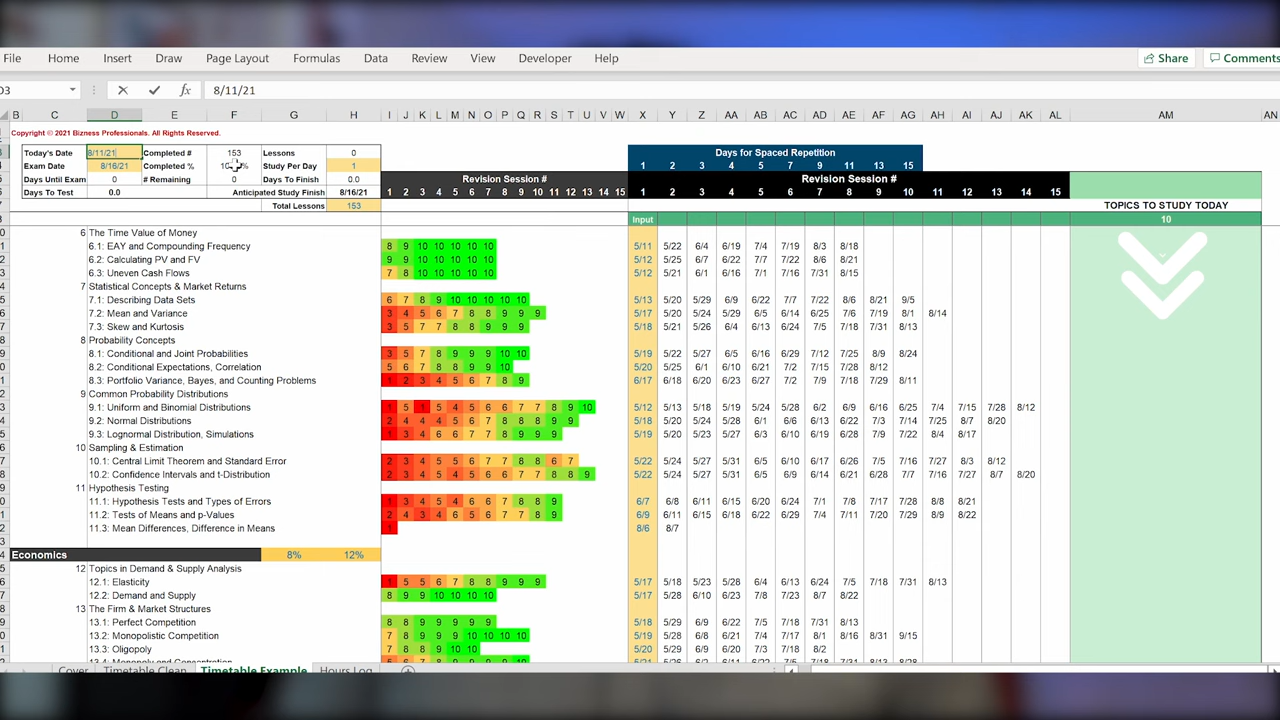 File Home Insert Draw Page Layout Formulas Data Review View Developer Help Share Comments
fx 8/11/21
B C D E F G H I J K L M N O P Q R S T U V W X Y Z AA AB AC AD AE AF AG AH AI AJ AK AL AM AN
Copyright © 2021 Bizness Professionals. All Rights Reserved.
Today's Date 8/11/21 Completed # 153 Lessons 0 Days for Spaced Repetition
Exam Date 8/16/21 Completed % Study Per Day 1 1 2 3 4 5 6 7 9 11 13 15
Days Until Exam 0 # Remaining 0 Days To Finish 0.0 Revision Session # Revision Session #
Days To Test 0.0 Anticipated Study Finish 8/16/21 1 2 3 4 5 6 7 8 9 10 11 12 13 14 15 1 2 3 4 5 6 7 8 9 10 11 12 13 14 15
Total Lessons 153 TOPICS TO STUDY TODAY
Input 10
6 The Time Value of Money
6.1: EAY and Compounding Frequency 8 9 10 10 10 10 10 5/11 5/22 6/4 6/19 7/4 7/19 8/3 8/18
6.2: Calculating PV and FV 9 9 10 10 10 10 10 5/12 5/25 6/7 6/22 7/7 7/22 8/6 8/21
6.3: Uneven Cash Flows 7 8 10 10 10 10 10 5/12 5/21 6/1 6/16 7/1 7/16 7/31 8/15
7 Statistical Concepts & Market Returns
7.1: Describing Data Sets 6 7 8 9 10 10 10 10 10 5/13 5/20 5/29 6/9 6/22 7/7 7/22 8/6 8/21 9/5
7.2: Mean and Variance 3 4 5 6 7 8 8 9 9 9 5/17 5/20 5/24 5/29 6/5 6/14 6/25 7/6 7/19 8/1 8/14
7.3: Skew and Kurtosis 3 5 7 7 8 8 9 9 9 5/18 5/21 5/26 6/4 6/13 6/24 7/5 7/18 7/31 8/13
8 Probability Concepts
8.1: Conditional and Joint Probabilities 3 5 7 8 9 9 9 10 10 5/19 5/22 5/27 6/5 6/16 6/29 7/12 7/25 8/9 8/24
8.2: Conditional Expectations, Correlation 5 6 7 8 8 9 9 10 5/20 5/25 6/1 6/10 6/21 7/2 7/15 7/28 8/12
8.3: Portfolio Variance, Bayes, and Counting Problems 1 2 3 4 5 6 7 8 9 6/17 6/18 6/20 6/23 6/27 7/2 7/9 7/18 7/29 8/11
9 Common Probability Distributions
9.1: Uniform and Binomial Distributions 1 5 1 5 4 5 6 6 7 7 8 9 10 5/12 5/13 5/18 5/19 5/24 5/28 6/2 6/9 6/16 6/25 7/4 7/15 7/28 8/12
9.2: Normal Distributions 2 4 4 4 5 6 7 8 8 8 9 9 5/18 5/20 5/24 5/28 6/1 6/6 6/13 6/22 7/3 7/14 7/25 8/7 8/20
9.3: Lognormal Distribution, Simulations 1 3 4 6 6 7 7 8 9 9 9 5/19 5/20 5/23 5/27 6/3 6/10 6/19 6/28 7/9 7/22 8/4 8/17
10 Sampling & Estimation
10.1: Central Limit Theorem and Standard Error 2 3 4 5 5 6 7 7 8 8 6 7 5/22 5/24 5/27 5/31 6/5 6/10 6/17 6/26 7/5 7/16 7/27 8/3 8/12
10.2: Confidence Intervals and t-Distribution 2 3 4 5 4 5 6 6 7 7 8 8 9 5/22 5/24 5/27 5/31 6/5 6/9 6/14 6/21 6/28 7/7 7/16 7/27 8/7 8/20
11 Hypothesis Testing
11.1: Hypothesis Tests and Types of Errors 1 3 4 5 4 6 6 7 8 8 9 6/7 6/8 6/11 6/15 6/20 6/24 7/1 7/8 7/17 7/28 8/8 8/21
11.2: Tests of Means and p-Values 2 4 3 4 6 5 6 7 7 8 9 6/9 6/11 6/15 6/18 6/22 6/29 7/4 7/11 7/20 7/29 8/9 8/22
11.3: Mean Differences, Difference in Means 1 8/6 8/7
Economics 8% 12%
12 Topics in Demand & Supply Analysis
12.1: Elasticity 1 5 5 6 7 8 8 9 9 9 5/17 5/18 5/23 5/28 6/4 6/13 6/24 7/5 7/18 7/31 8/13
12.2: Demand and Supply 8 9 9 10 10 10 10 5/17 5/28 6/10 6/23 7/8 7/23 8/7 8/22
13 The Firm & Market Structures
13.1: Perfect Competition 8 8 9 9 9 9 9 5/18 5/29 6/9 6/22 7/5 7/18 7/31 8/13
13.2: Monopolistic Competition 7 8 9 9 9 10 10 10 10 5/19 5/28 6/8 6/21 7/4 7/17 8/1 8/16 8/31 9/15
13.3: Oligopoly 7 8 8 9 9 10 5/20 5/29 6/9 6/20 7/3 7/18 8/2
13.4: Monopoly and Concentration
Cover Timetable Clean Timetable Example Hours Log